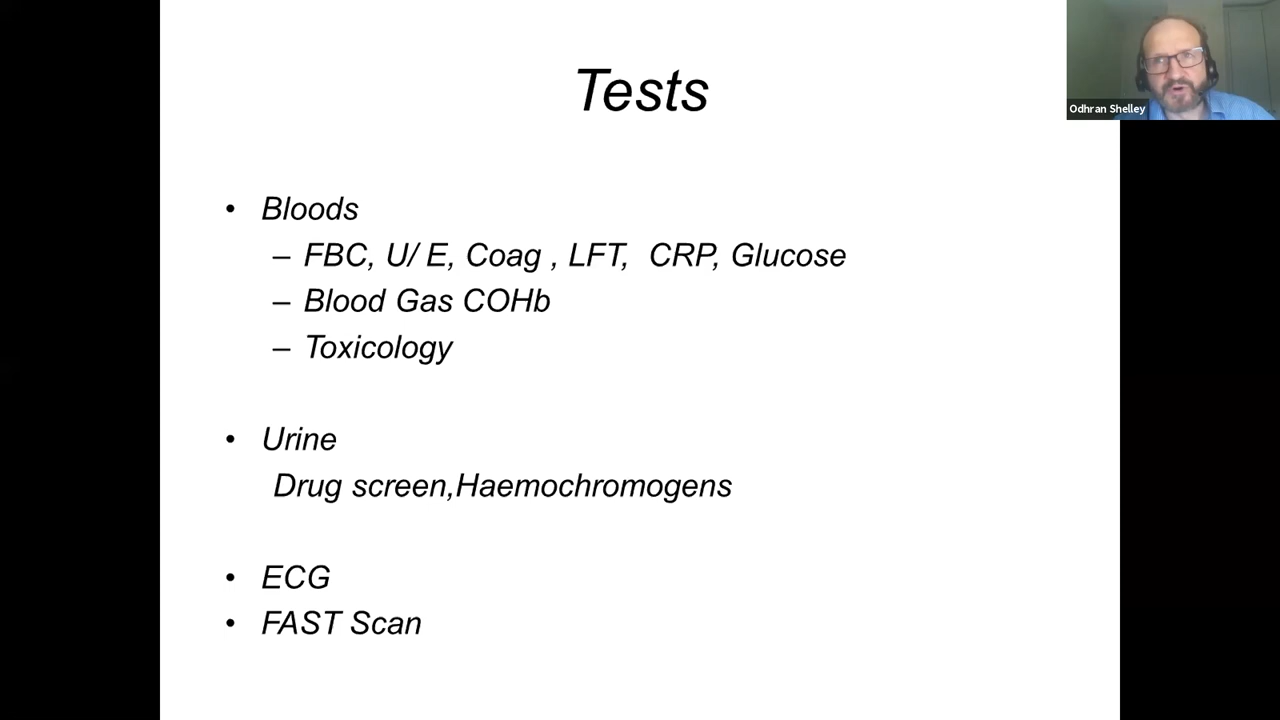 Tests
Odhran Shelley
• Bloods
– FBC, U/ E, Coag , LFT,  CRP, Glucose
– Blood Gas COHb
– Toxicology
• Urine
Drug screen,Haemochromogens
• ECG
• FAST Scan